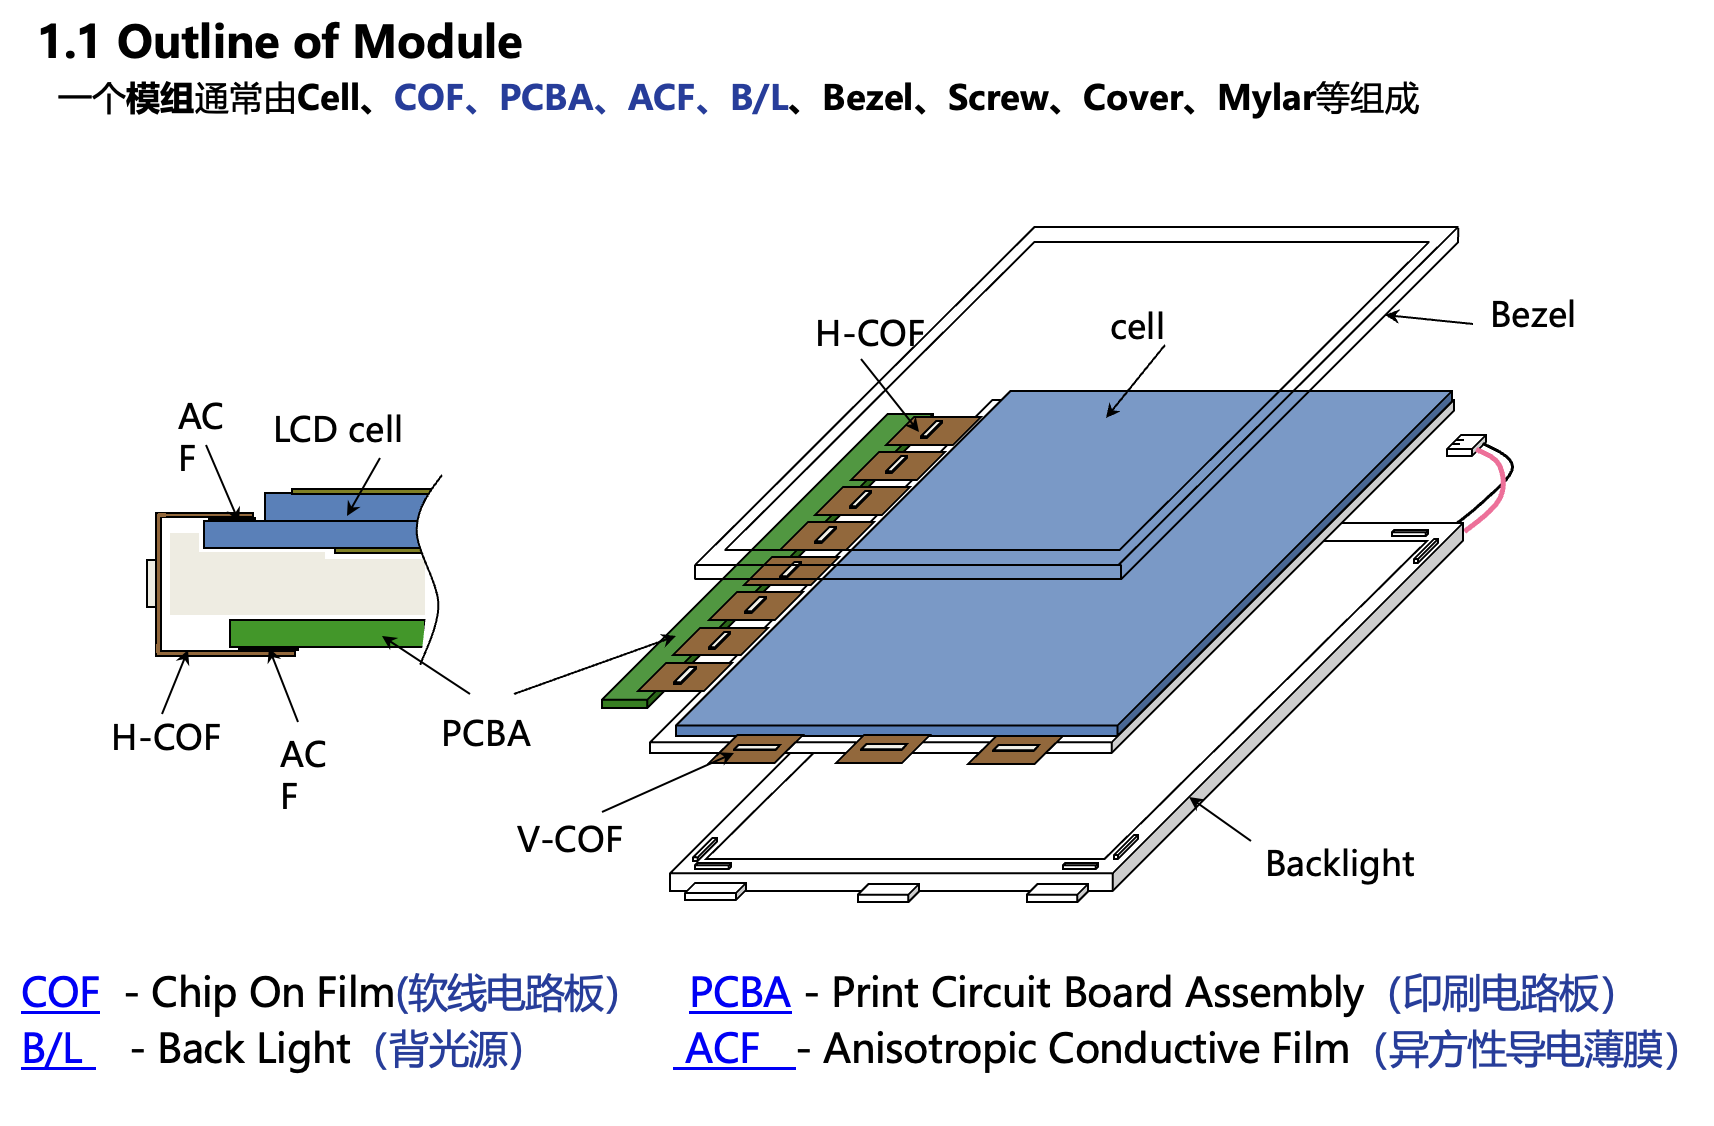 1.1 Outline of Module
一个模组通常由Cell、COF、PCBA、ACF、B/L、Bezel、Screw、Cover、Mylar等组成
H-COF
cell
Bezel
AC
F
LCD cell
H-COF
AC
F
PCBA
V-COF
Backlight
COF - Chip On Film(软线电路板) PCBA - Print Circuit Board Assembly（印刷电路板）
B/L - Back Light（背光源） ACF - Anisotropic Conductive Film（异方性导电薄膜）